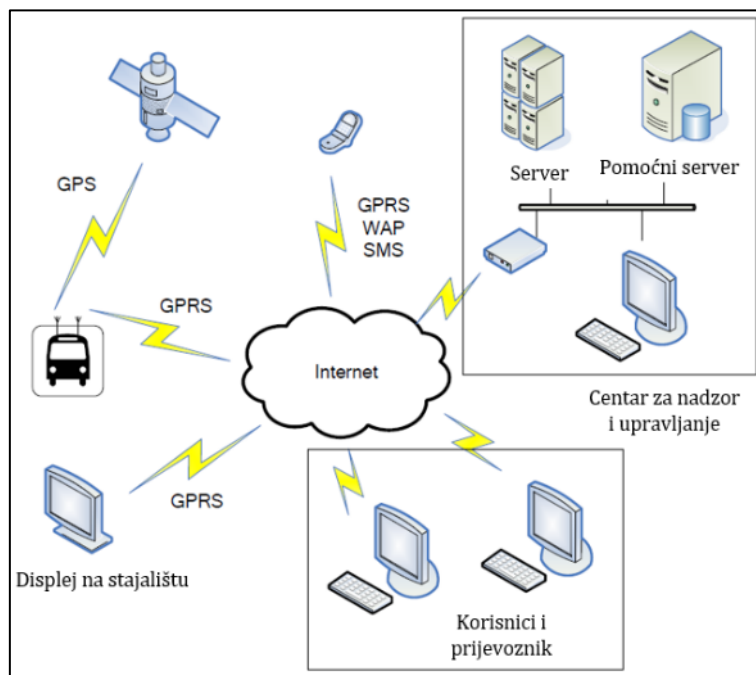 Server
Pomoćni server
GPS
GPRS
WAP
SMS
GPRS
Internet
Centar za nadzor
i upravljanje
GPRS
Displej na stajalištu
Korisnici i
prijevoznik